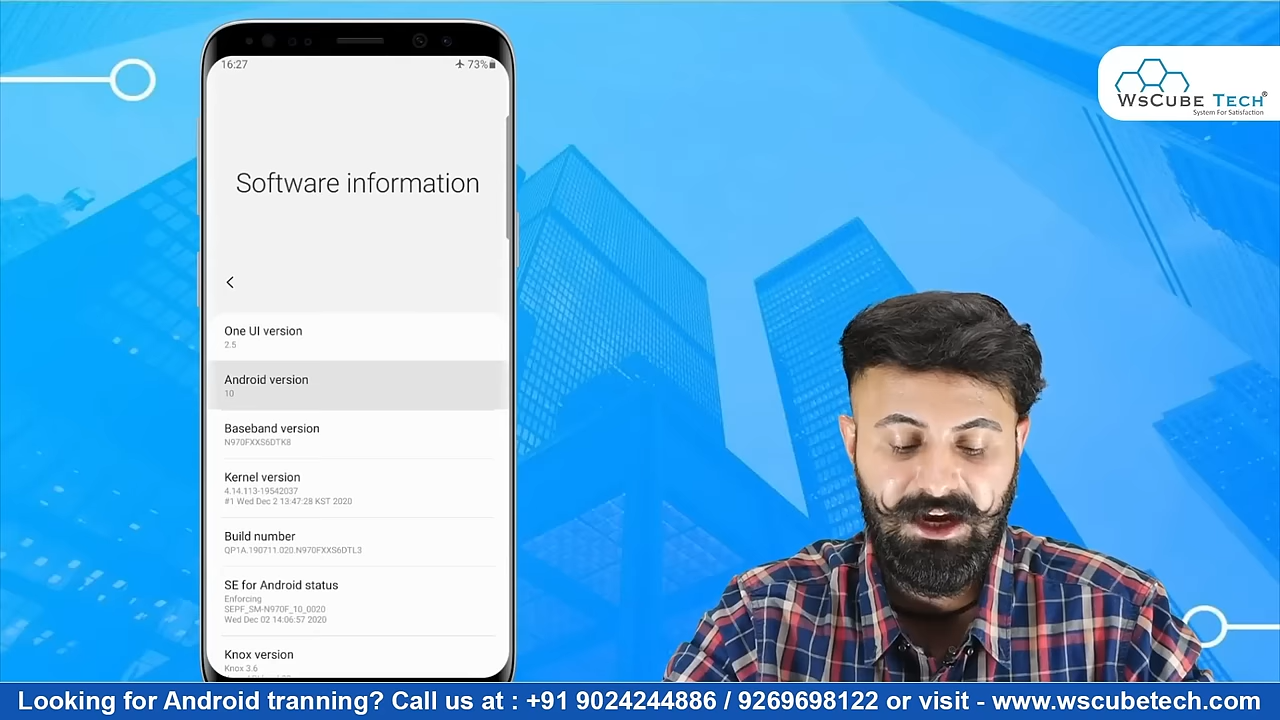 16:27
73%
Software information
One UI version
2.5
Android version
10
Baseband version
N970FXXS6DTK8
Kernel version
4.14.113-19542037
#1 Wed Dec 2 13:47:28 KST 2020
Build number
QP1A.190711.020.N970FXXS6DTL3
SE for Android status
Enforcing
SEPF_SM-N970F_10_0020
Wed Dec 02 14:06:57 2020
Knox version
Knox 3.6
WsCube Tech®
System For Satisfaction
Looking for Android tranning? Call us at : +91 9024244886 / 9269698122 or visit - www.wscubetech.com